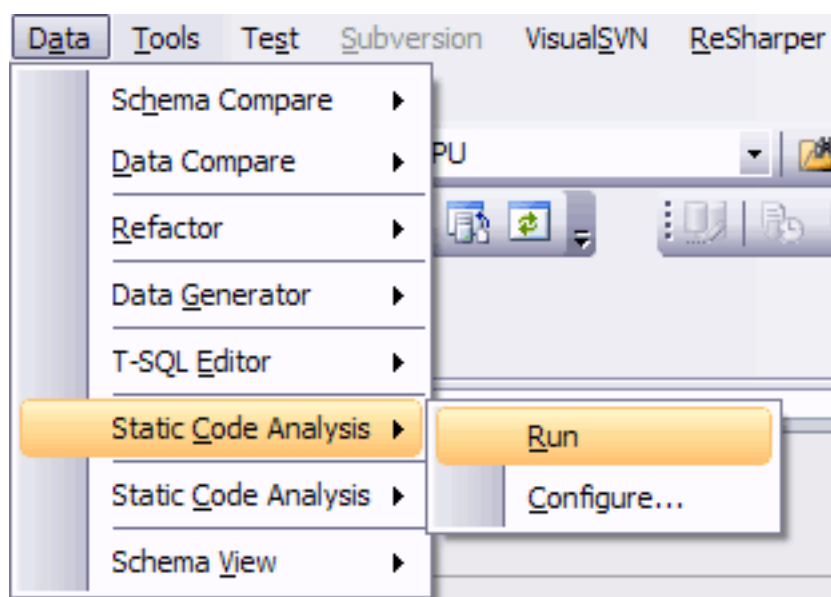 Data Tools Test Subversion VisualSVN ReSharper
Schema Compare
PU
Data Compare
Refactor
Data Generator
T-SQL Editor
Static Code Analysis
Run
Static Code Analysis
Configure...
Schema View